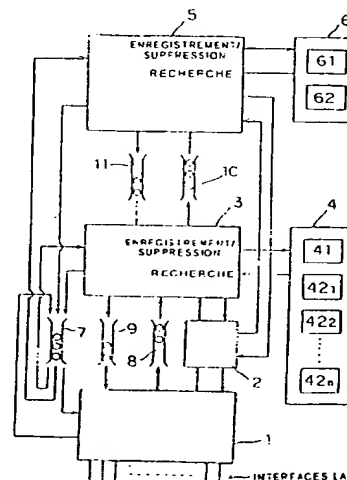 5
6
ENREGISTREMENT/
SUPPRESSION
RECHERCHE
61
62
11
10
3
4
ENREGISTREMENT/
SUPPRESSION
RECHERCHE
41
421
422
42n
7
9
8
2
1
INTERFACES LA